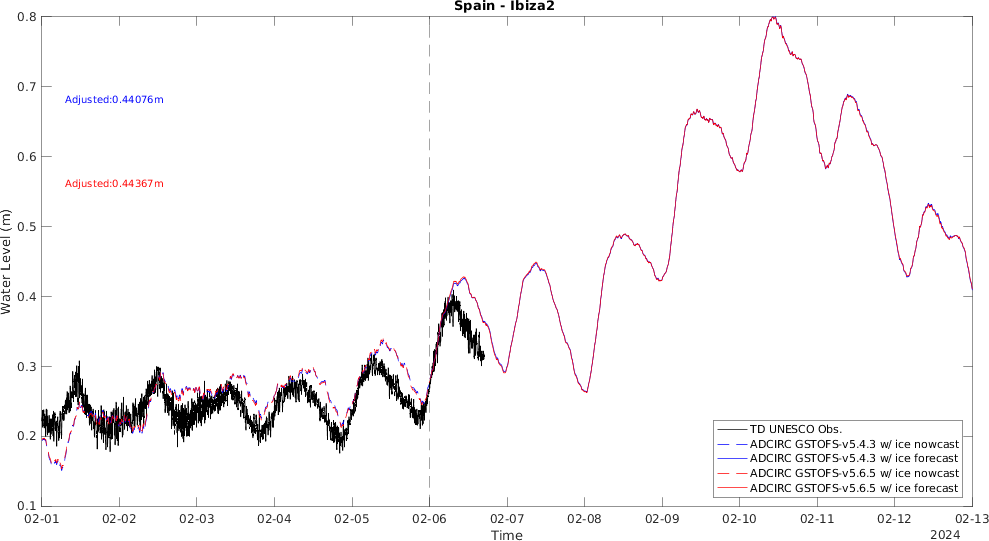 Spain - Ibiza2
0.8
0.7
0.6
0.5
0.4
0.3
0.2
0.1
Water Level (m)
Adjusted:0.44076m
Adjusted:0.44367m
TD UNESCO Obs.
ADCIRC GSTOFS-v5.4.3 w/ ice nowcast
ADCIRC GSTOFS-v5.4.3 w/ ice forecast
ADCIRC GSTOFS-v5.6.5 w/ ice nowcast
ADCIRC GSTOFS-v5.6.5 w/ ice forecast
02-01 02-02 02-03 02-04 02-05 02-06 02-07 02-08 02-09 02-10 02-11 02-12 02-13
Time
2024